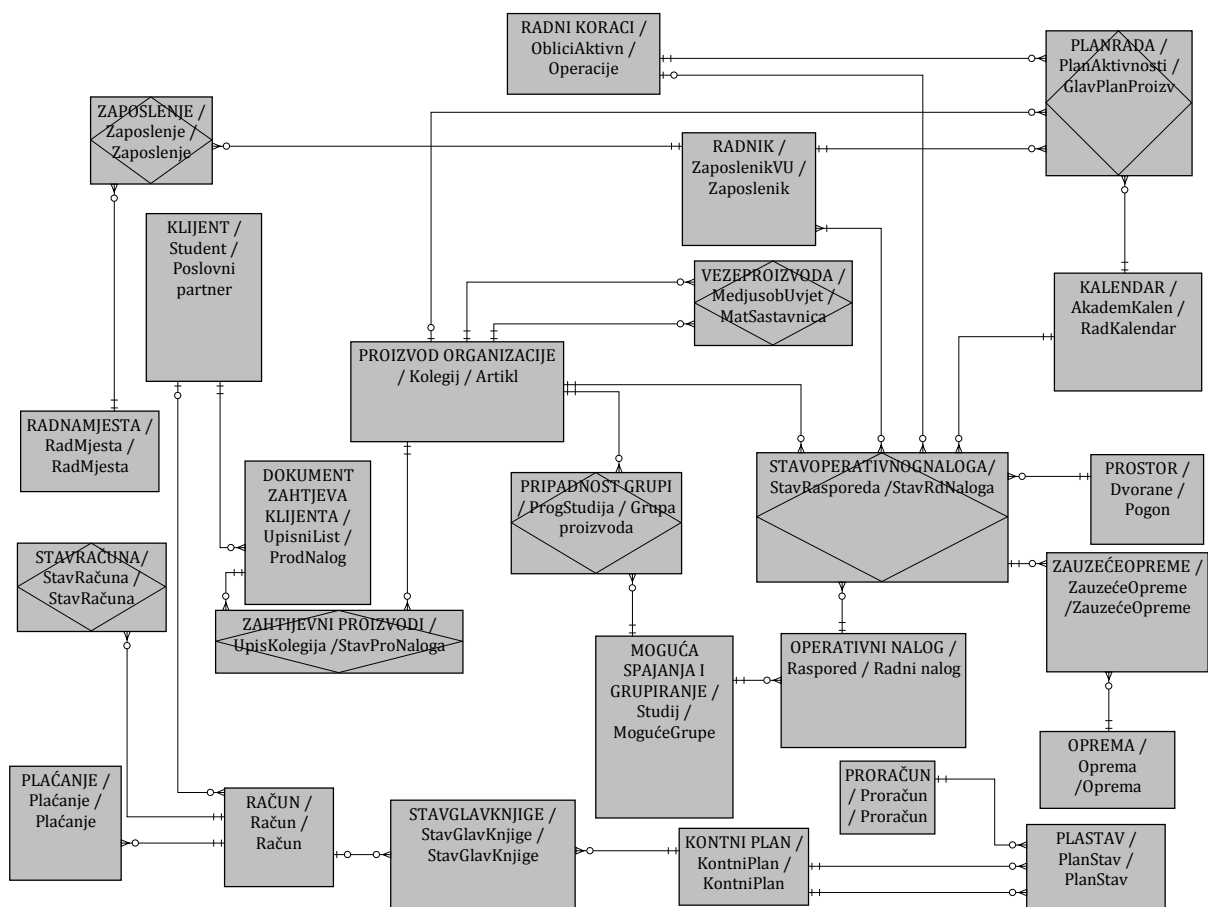 RADNI KORACI /
ObliciAktivn /
Operacije
PLANRADA /
PlanAktivnosti /
GlavPlanProizv
ZAPOSLENJE /
Zaposlenje /
Zaposlenje
RADNIK /
ZaposlenikVU /
Zaposlenik
KLIJENT /
Student /
Poslovni
partner
VEZEPROIZVODA /
MedjusobUvjet /
MatSastavnica
KALENDAR /
AkademKalen /
RadKalendar
PROIZVOD ORGANIZACIJE
/ Kolegij / Artikl
RADNAMJESTA /
RadMjesta /
RadMjesta
DOKUMENT
ZAHTJEVA
KLIJENTA /
UpisniList /
ProdNalog
PRIPADNOST GRUPI
/ ProgStudija / Grupa
proizvoda
STAVOPERATIVNOGNALOGA/
StavRasporeda /StavRdNaloga
PROSTOR /
Dvorane /
Pogon
STAVRAČUNA/
StavRačuna /
StavRačuna
ZAUZEĆEOPREME /
ZauzećeOpreme
/ZauzećeOpreme
ZAHTIJEVNI PROIZVODI /
UpisKolegija /StavProNaloga
MOGUĆA
SPAJANJA I
GRUPIRANJE /
Studij /
MogućeGrupe
OPERATIVNI NALOG /
Raspored / Radni nalog
OPREMA /
Oprema
/Oprema
PLAĆANJE /
Plaćanje /
Plaćanje
RAČUN /
Račun /
Račun
STAVGLAVKNJIGE /
StavGlavKnjige /
StavGlavKnjige
PRORAČUN
/ Proračun
/ Proračun
KONTNI PLAN /
KontniPlan /
KontniPlan
PLASTAV /
PlanStav /
PlanStav